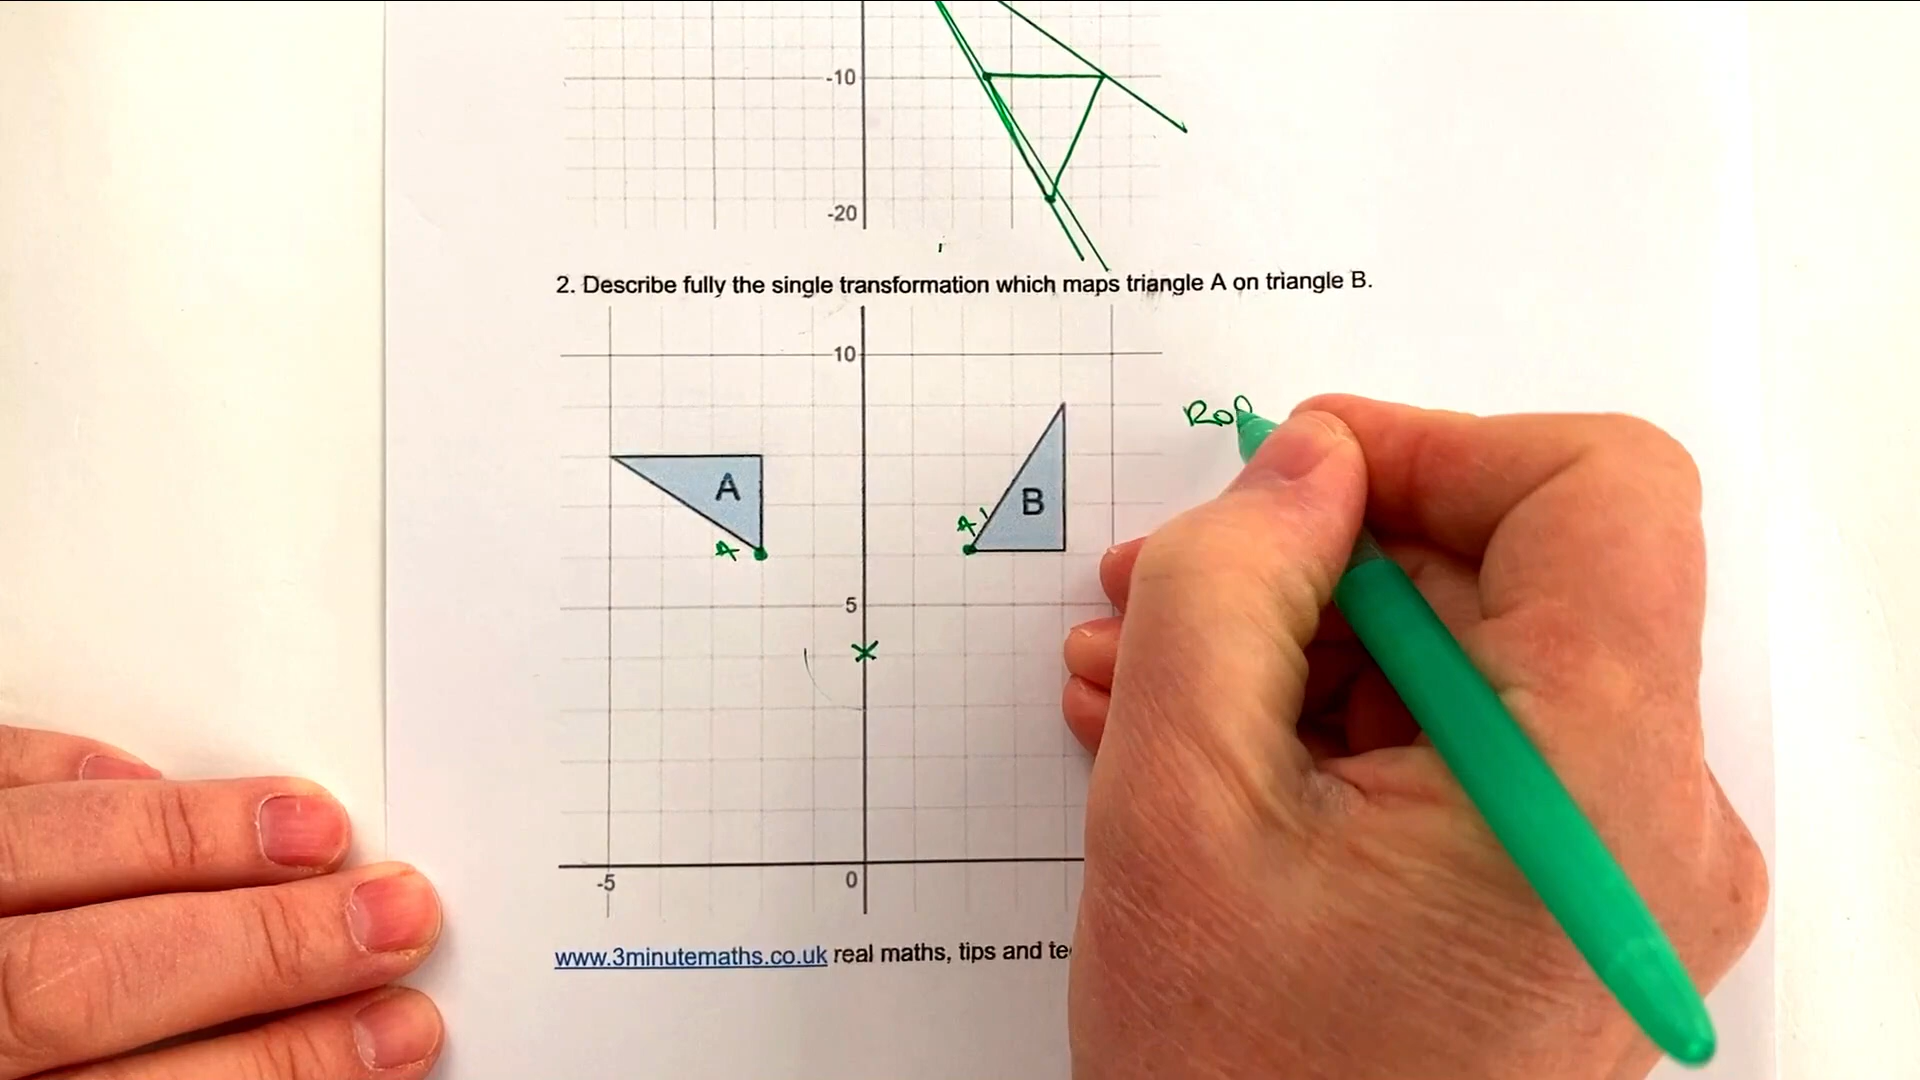 -10
-20
2. Describe fully the single transformation which maps triangle A on triangle B.
10
Ro
A
B
A'
A
5
-5
0
www.3minutemaths.co.uk real maths, tips and te